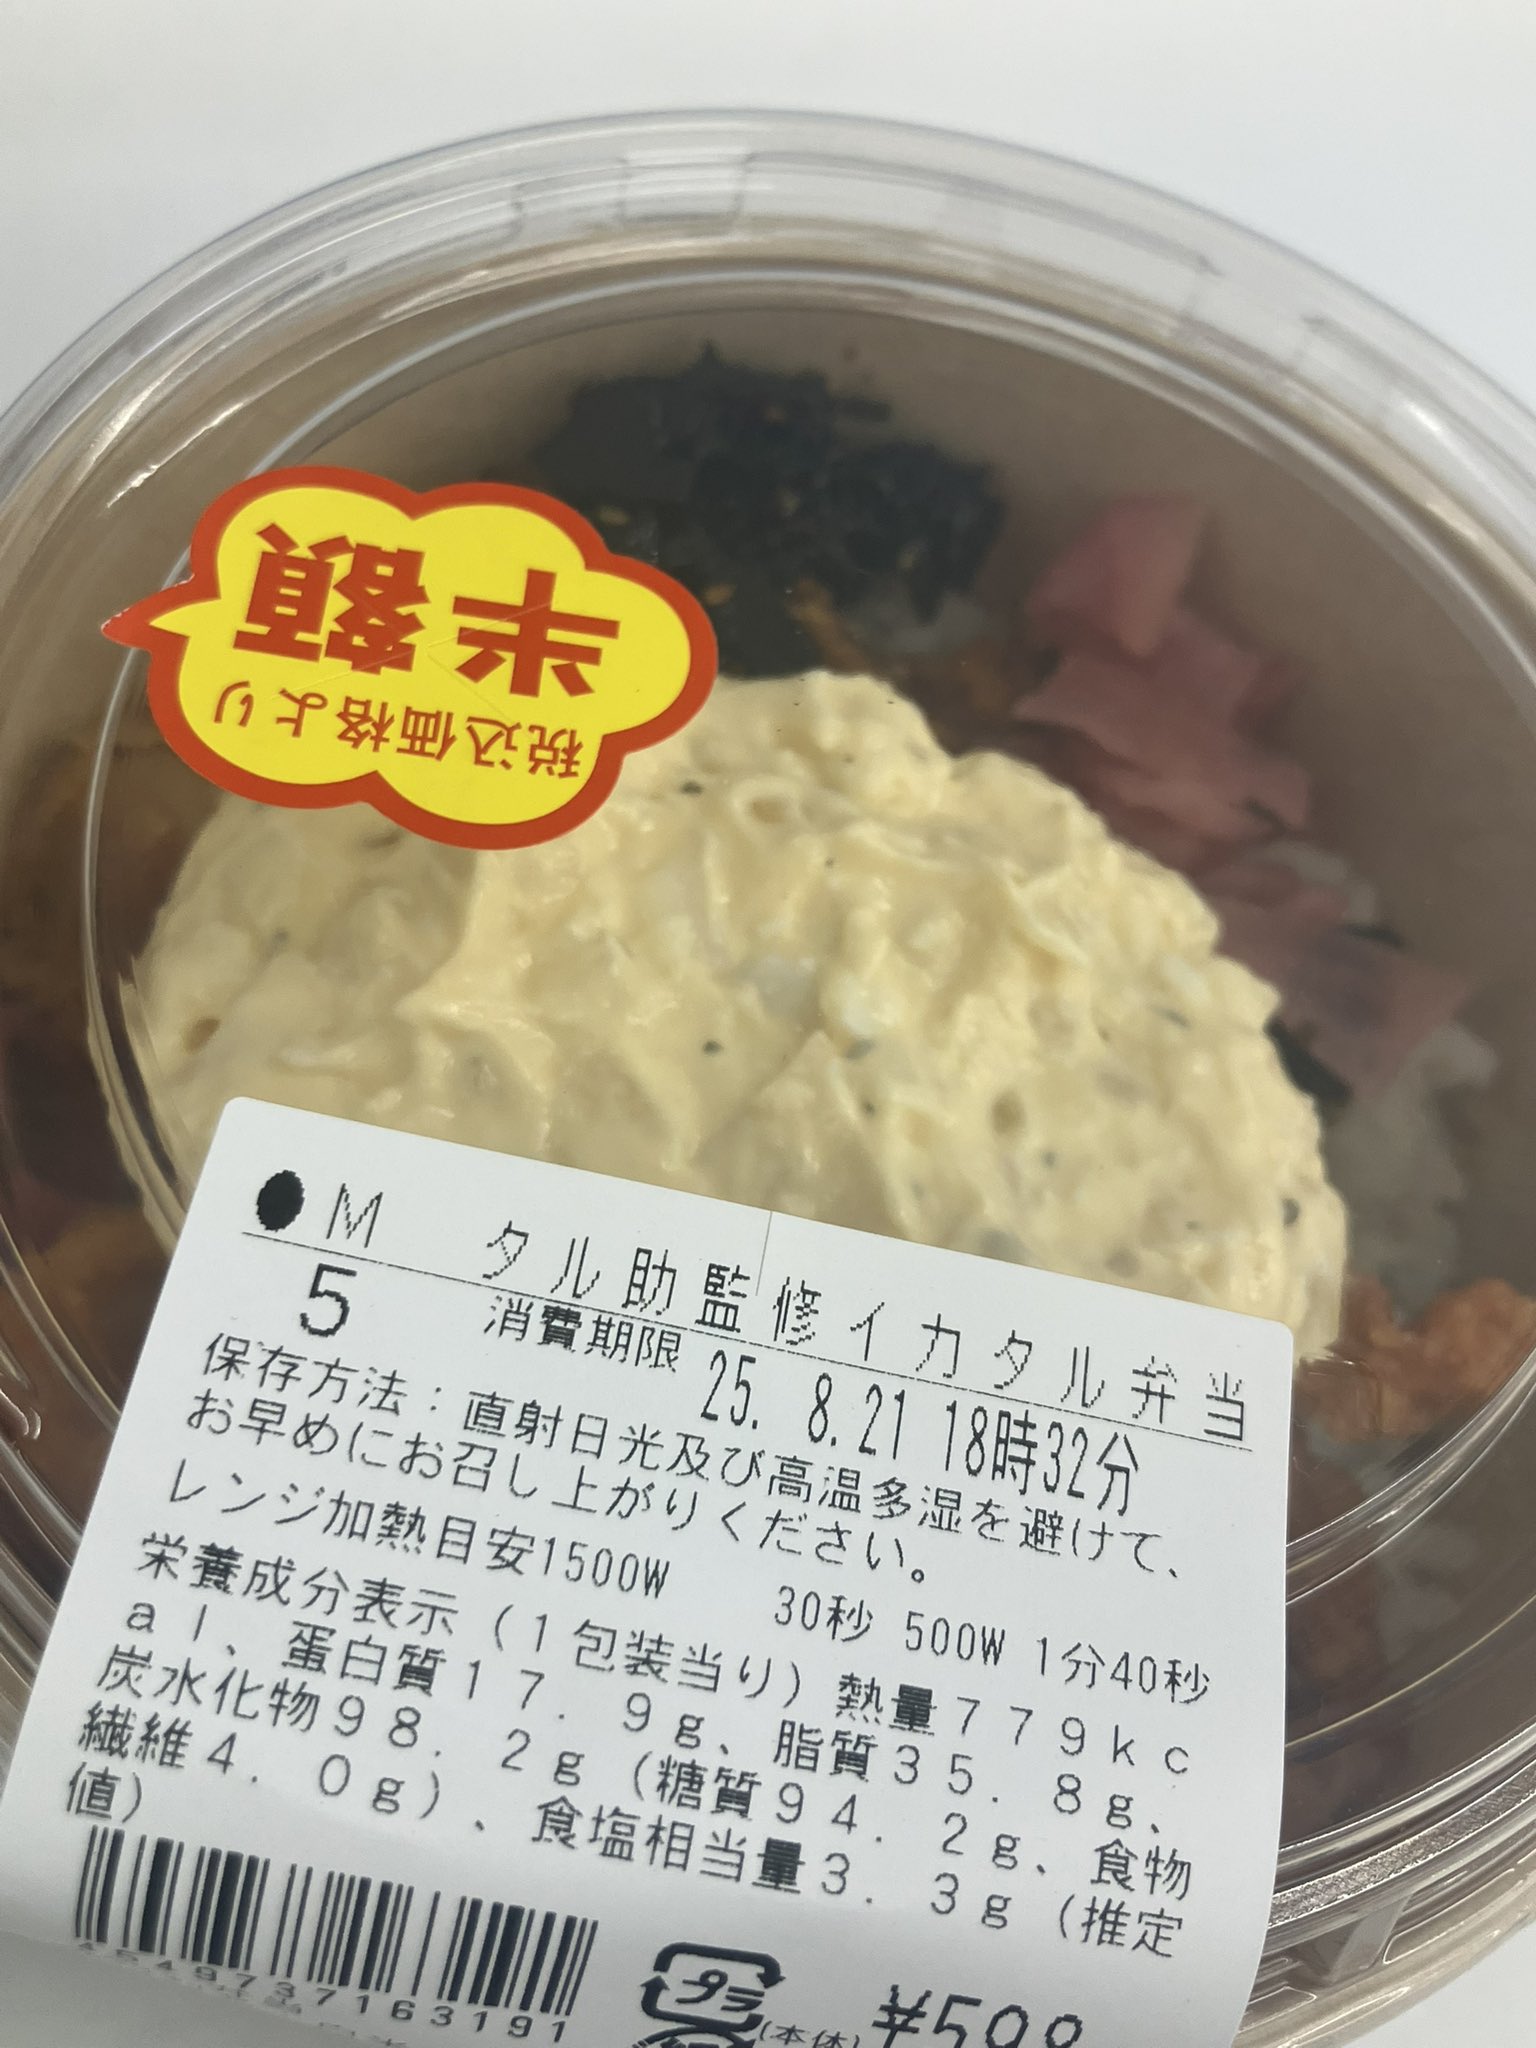 税込価格より
半額
●M タル助監修イカタル弁当
5 消費期限 25. 8.21 18時32分
保存方法：直射日光及び高温多湿を避けて、
お早めにお召し上がりください。
レンジ加熱目安1500W 30秒 500W 1分40秒
栄養成分表示（1包装当り）熱量779kc
al、蛋白質17.9g、脂質35.8g、
炭水化物98.2g（糖質94.2g、食物
繊維4.0g）、食塩相当量3.3g（推定
値）
4549737163191
プラ
(本体)